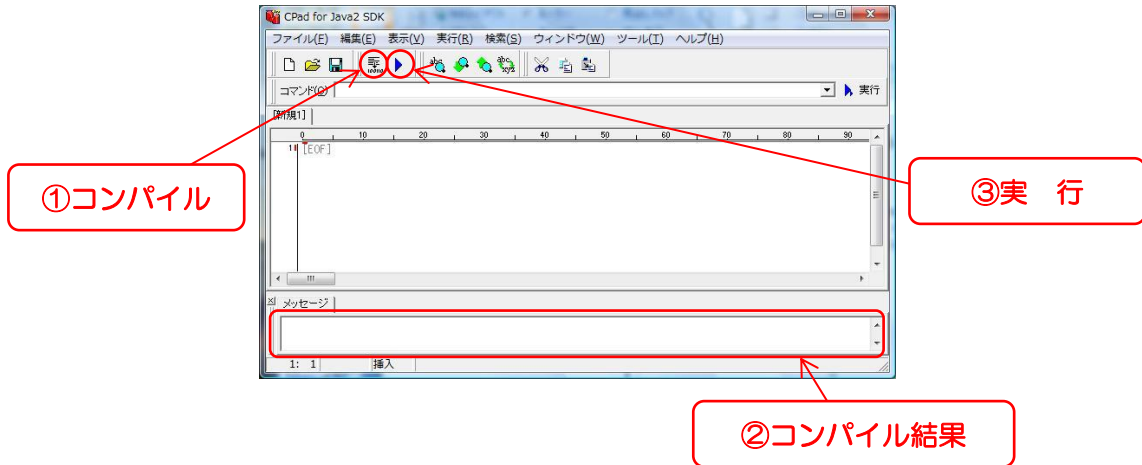 CPad for Java2 SDK
ファイル(F) 編集(E) 表示(V) 実行(R) 検索(S) ウィンドウ(W) ツール(T) ヘルプ(H)
コマンド(O) 実行
[新規1]
0 10 20 30 40 50 60 70 80 90
1 [EOF]
①コンパイル
③実 行
メッセージ
1: 1 挿入
②コンパイル結果